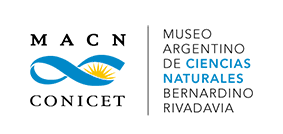 MACN
CONICET
MUSEO
ARGENTINO
DE CIENCIAS
NATURALES
BERNARDINO
RIVADAVIA